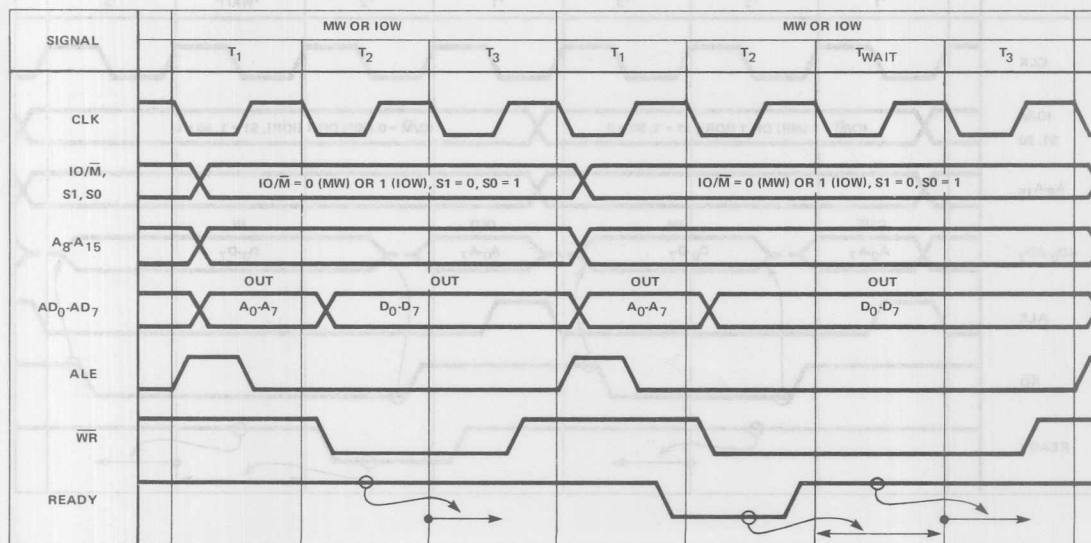 SIGNAL
MW OR IOW
MW OR IOW
T1 T2 T3 T1 T2 TWAIT T3
CLK
IO/M̅,
S1, S0
IO/M̅ = 0 (MW) OR 1 (IOW), S1 = 0, S0 = 1
IO/M̅ = 0 (MW) OR 1 (IOW), S1 = 0, S0 = 1
A8-A15
OUT OUT OUT OUT
AD0-AD7
A0-A7 D0-D7 A0-A7 D0-D7
ALE
W̅R̅
READY